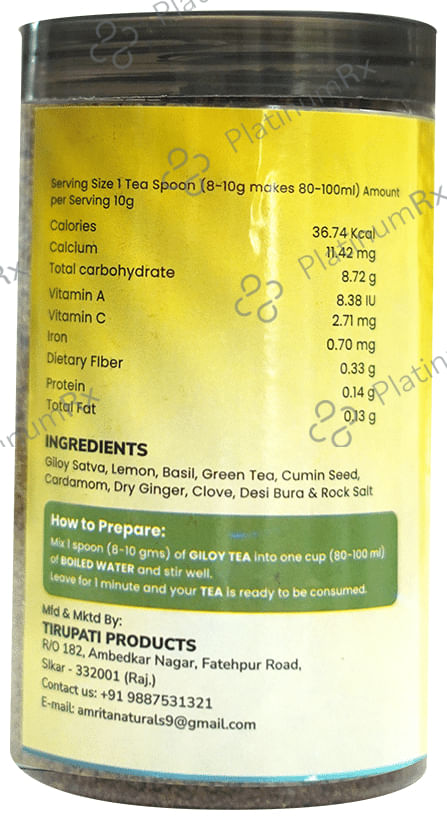 Serving Size 1 Tea Spoon (8-10g makes 80-100ml) Amount
per Serving 10g
Calories 36.74 Kcal
Calcium 11.42 mg
Total carbohydrate 8.72 g
Vitamin A 8.38 IU
Vitamin C 2.71 mg
Iron 0.70 mg
Dietary FIber 0.33 g
Protein 0.14 g
Total Fat 0.13 g
INGREDIENTS
Giloy Satva, Lemon, Basil, Green Tea, Cumin Seed,
Cardamom, Dry Ginger, Clove, Desi Bura & Rock Salt
How to Prepare:
Mix 1 spoon (8-10 gms) of GILOY TEA into one cup (80-100 ml)
of BOILED WATER and stir well.
Leave for 1 minute and your TEA is ready to be consumed.
Mfd & Mktd By:
TIRUPATI PRODUCTS
R/O 182, Ambedkar Nagar, Fatehpur Road,
Sikar - 332001 (Raj.)
Contact us: +91 9887531321
E-mail: amritanaturals9@gmail.com
PlatinumRx
PlatinumRx